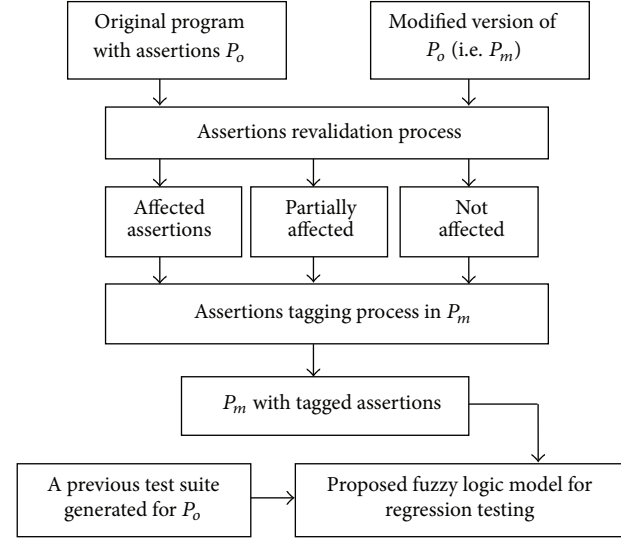 Original program
with assertions Pₒ
Modified version of
Pₒ (i.e. Pₘ)
Assertions revalidation process
Affected
assertions
Partially
affected
Not
affected
Assertions tagging process in Pₘ
Pₘ with tagged assertions
A previous test suite
generated for Pₒ
Proposed fuzzy logic model for
regression testing